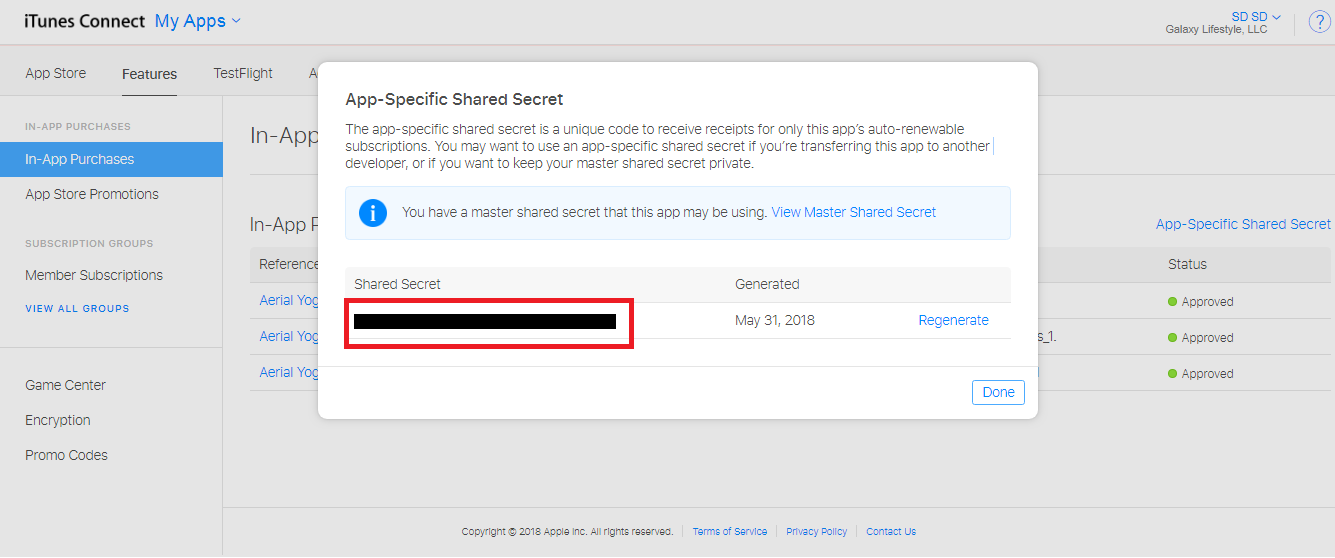 iTunes Connect My Apps
SD SD
Galaxy Lifestyle, LLC
?
App Store
Features
TestFlight
A
IN-APP PURCHASES
In-App Purchases
App Store Promotions
SUBSCRIPTION GROUPS
Member Subscriptions
VIEW ALL GROUPS
Game Center
Encryption
Promo Codes
In-App
In-App P
App-Specific Shared Secret
Reference
Status
Aerial Yog
Approved
Aerial Yog
s_1.
Approved
Aerial Yog
Approved
App-Specific Shared Secret
The app-specific shared secret is a unique code to receive receipts for only this app's auto-renewable
subscriptions. You may want to use an app-specific shared secret if you're transferring this app to another
developer, or if you want to keep your master shared secret private.
i
You have a master shared secret that this app may be using. View Master Shared Secret
Shared Secret
Generated
May 31, 2018
Regenerate
Done
Copyright © 2018 Apple Inc. All rights reserved.
Terms of Service
Privacy Policy
Contact Us